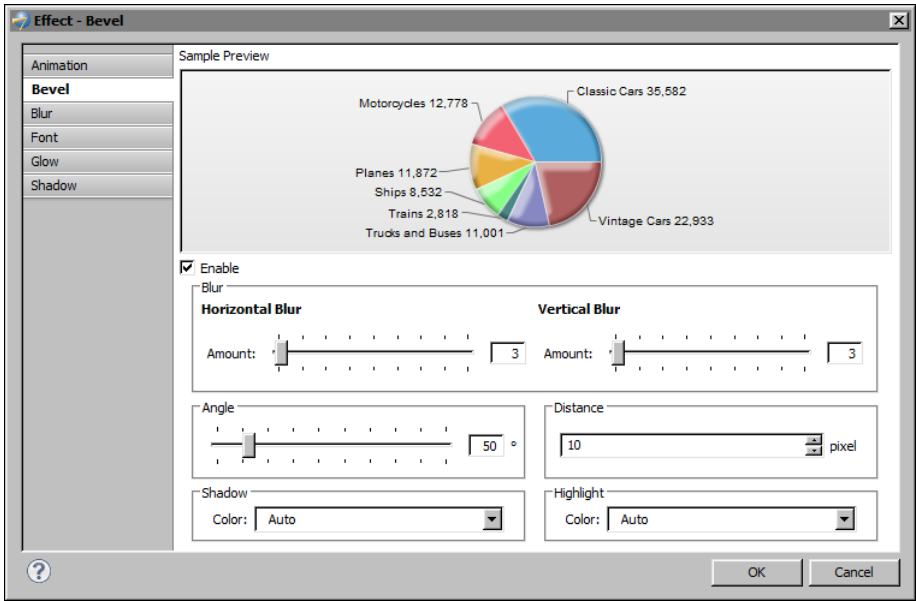 Effect - Bevel
Animation
Bevel
Blur
Font
Glow
Shadow
Sample Preview
Classic Cars 35,582
Motorcycles 12,778
Planes 11,872
Ships 8,532
Trains 2,818
Trucks and Buses 11,001
Vintage Cars 22,933
Enable
Blur
Horizontal Blur Vertical Blur
Amount: 3 Amount: 3
Angle Distance
50 ° 10 pixel
Shadow Highlight
Color: Auto Color: Auto
? OK Cancel